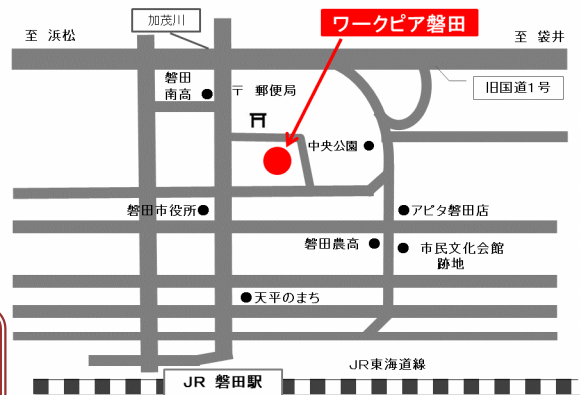 加茂川
ワークピア磐田
至 浜松
至 袋井
旧国道1号
磐田
南高
〒 郵便局
中央公園
磐田市役所
アピタ磐田店
磐田農高
市民文化会館
跡地
天平のまち
JR東海道線
JR 磐田駅